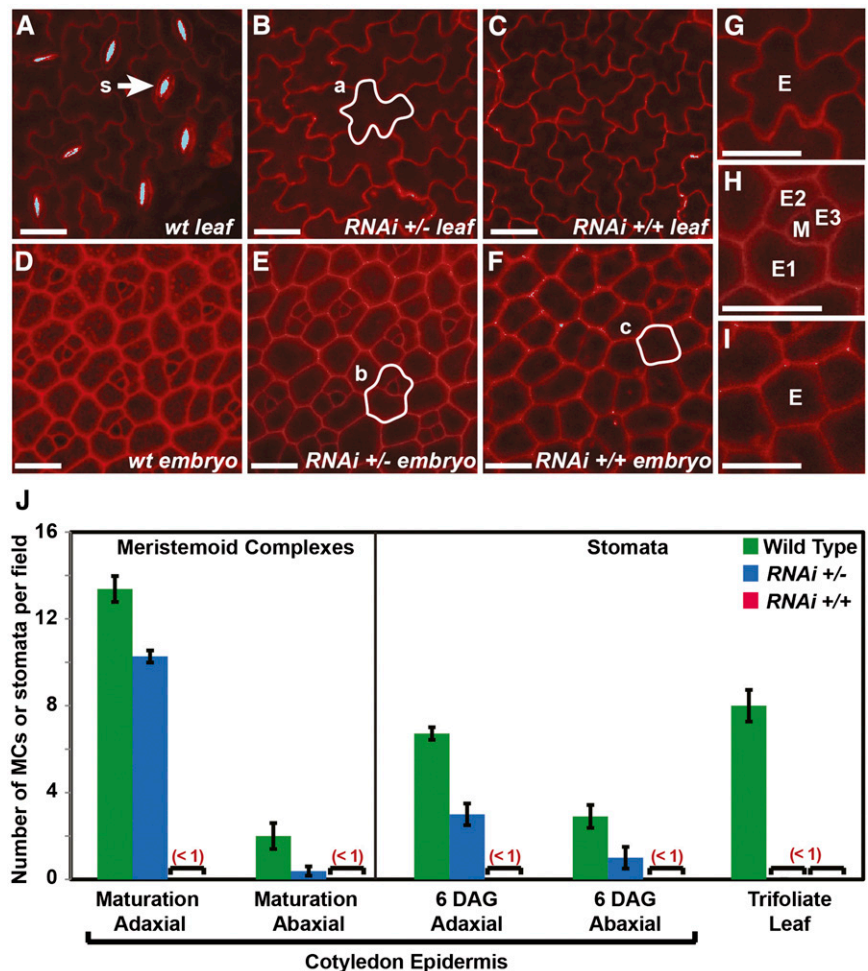 A
B
C
G
s
a
E
wt leaf
RNAi +/- leaf
RNAi +/+ leaf
H
E2
E3
M
E1
D
E
F
c
b
I
E
wt embryo
RNAi +/- embryo
RNAi +/+ embryo
J
16
12
8
4
0
Number of MCs or stomata per field
Meristemoid Complexes
Stomata
Wild Type
RNAi +/-
RNAi +/+
(< 1)
(< 1)
(< 1)
(< 1)
(< 1)
Maturation
Adaxial
Maturation
Abaxial
6 DAG
Adaxial
6 DAG
Abaxial
Trifoliate
Leaf
Cotyledon Epidermis